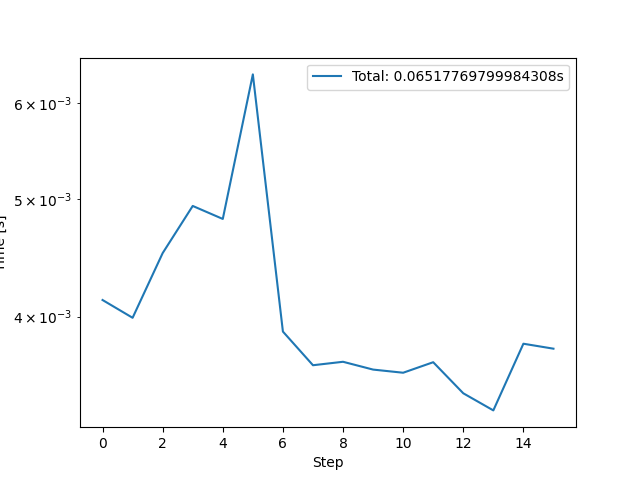 Total: 0.06517769799984308s
6 × 10⁻³
5 × 10⁻³
4 × 10⁻³
Time [s]
0 2 4 6 8 10 12 14
Step